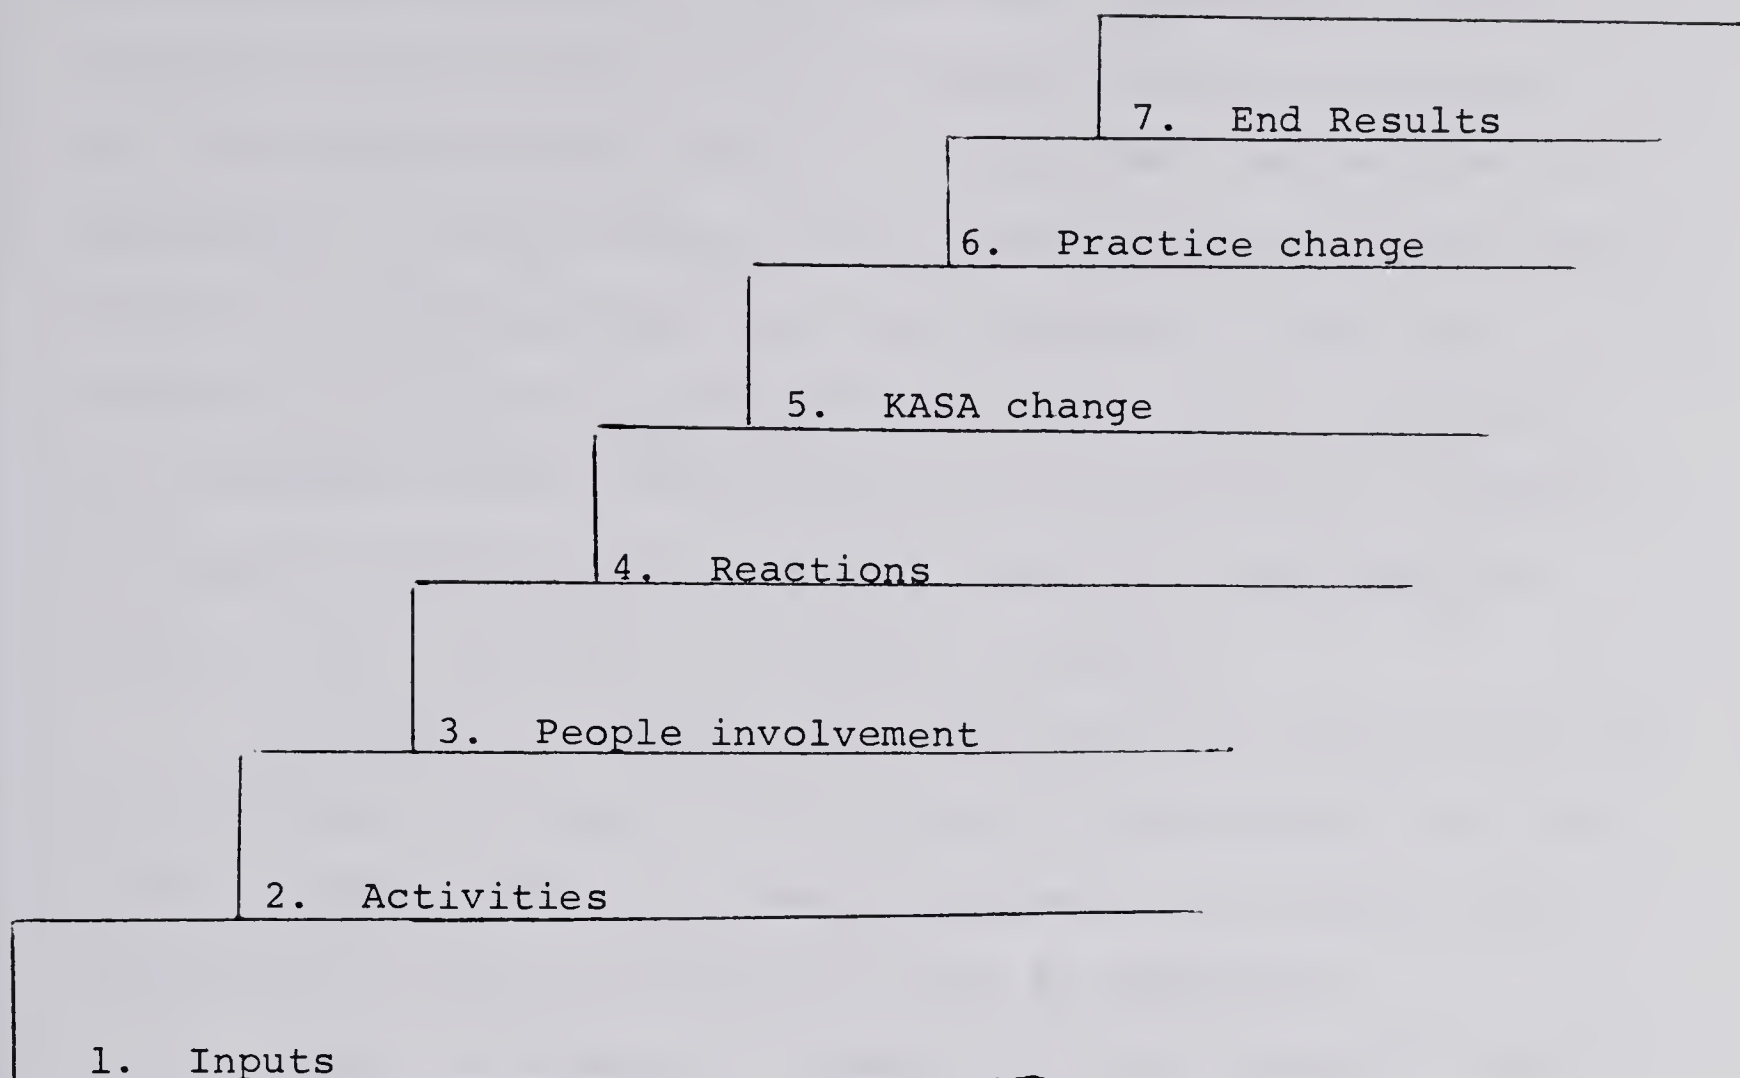 7. End Results
6. Practice change
5. KASA change
4. Reactions
3. People involvement
2. Activities
1. Inputs